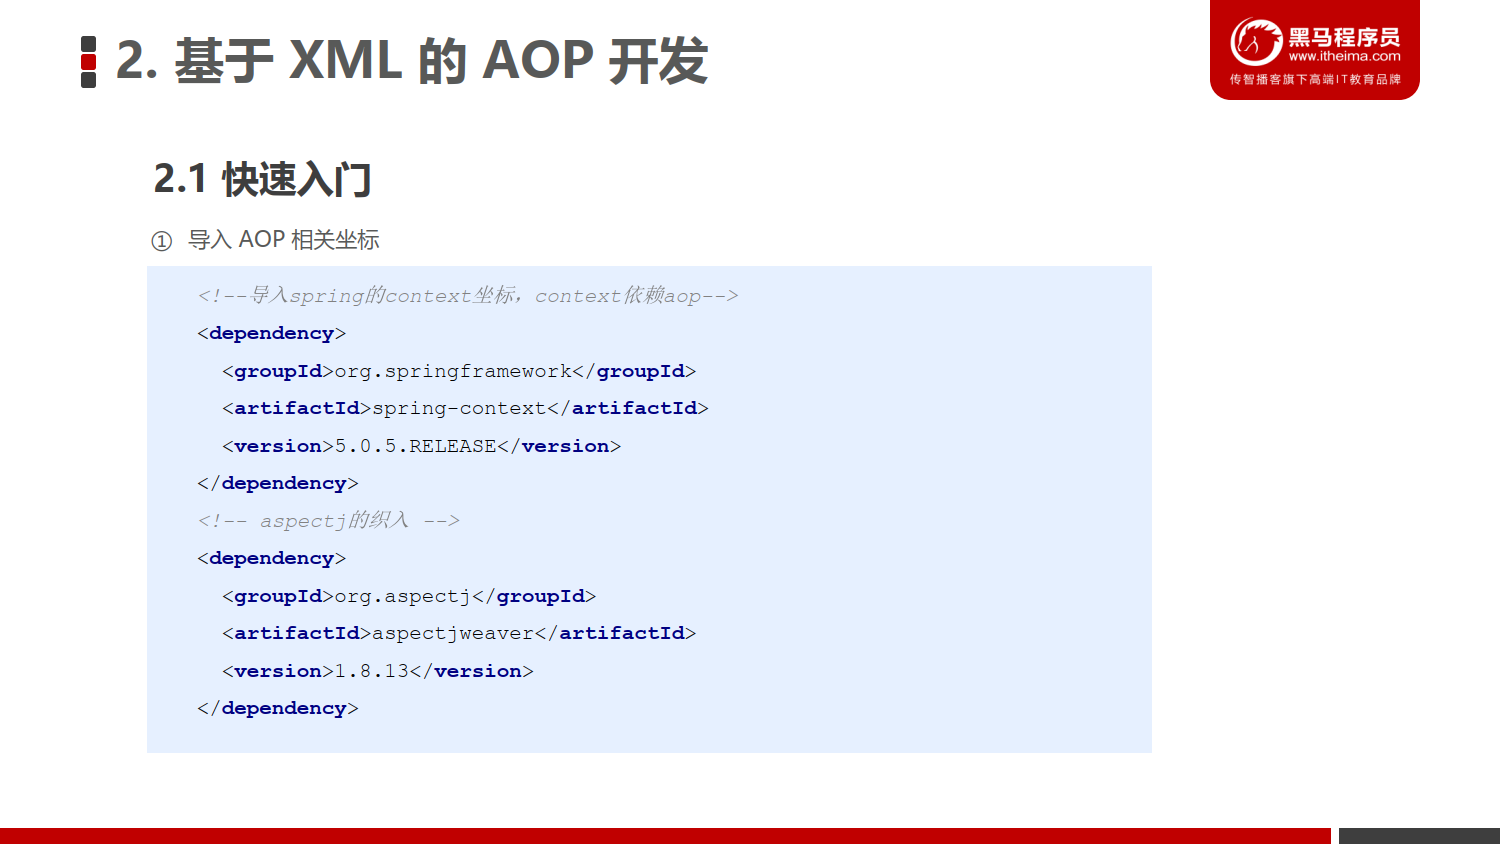 2. 基于 XML 的 AOP 开发
黑马程序员
www.itheima.com
传智播客旗下高端IT教育品牌
2.1 快速入门
① 导入 AOP 相关坐标
<!--导入spring的context坐标，context依赖aop-->
<dependency>
  <groupId>org.springframework</groupId>
  <artifactId>spring-context</artifactId>
  <version>5.0.5.RELEASE</version>
</dependency>
<!-- aspectj的织入 -->
<dependency>
  <groupId>org.aspectj</groupId>
  <artifactId>aspectjweaver</artifactId>
  <version>1.8.13</version>
</dependency>